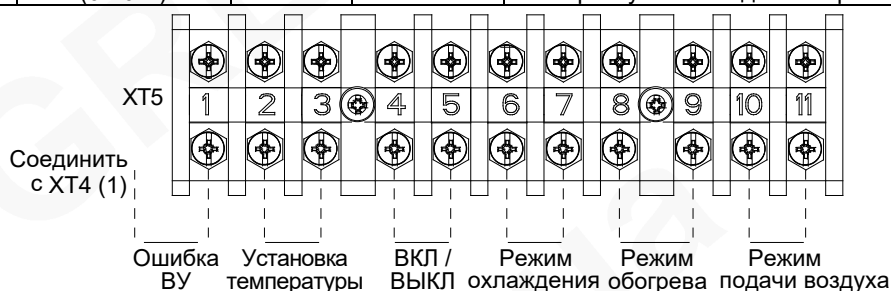 XT5
1 2 3 4 5 6 7 8 9 10 11
Соединить
с XT4 (1)
Ошибка
ВУ
Установка
температуры
ВКЛ /
ВЫКЛ
Режим
охлаждения
Режим
обогрева
Режим
подачи воздуха